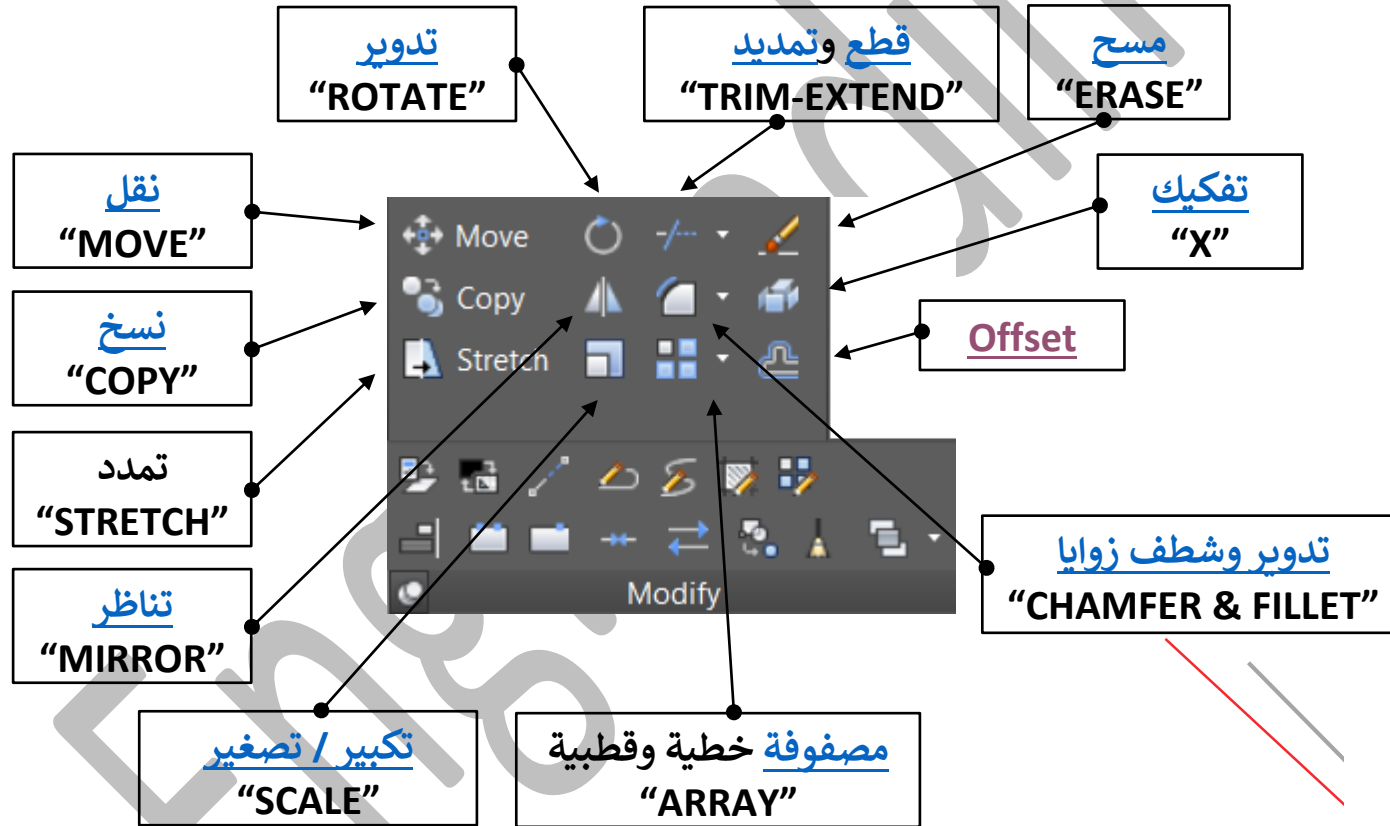 تدوير
“ROTATE”
قطع وتمديد
“TRIM-EXTEND”
مسح
“ERASE”
نقل
“MOVE”
تفكيك
“X”
نسخ
“COPY”
Offset
تمدد
“STRETCH”
تناظر
“MIRROR”
Move
Copy
Stretch
Modify
تدوير وشطف زوايا
“CHAMFER & FILLET”
تكبير / تصغير
“SCALE”
مصفوفة خطية وقطبية
“ARRAY”